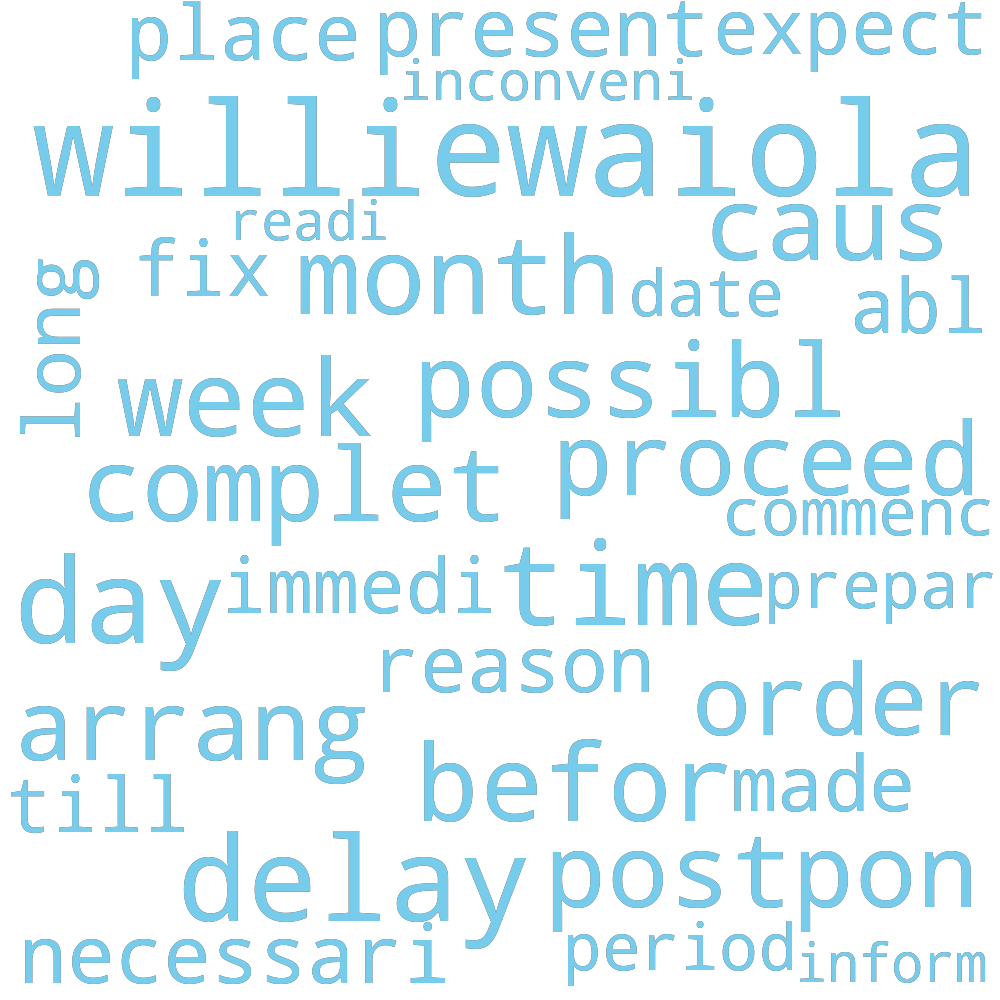 place present expect
inconveni
williewaiola
readi caus
fix month date abl
long
week possibl
complet proceed
commenc
day immedi time prepar
reason
arrang order
till befor made
delay postpon
necessari period inform